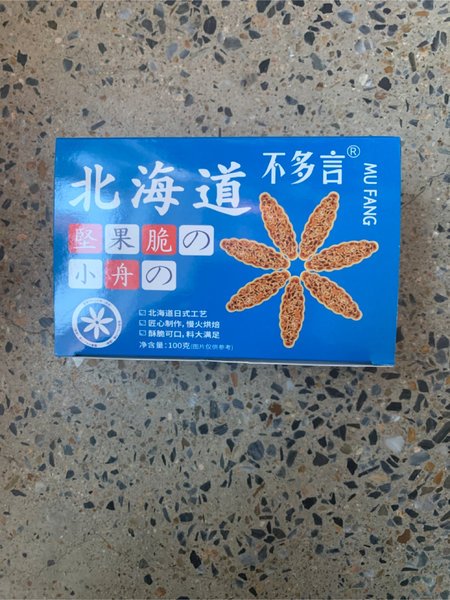 不多言®
MU FANG
北海道
堅果脆の
小舟の
☑北海道日式工艺
☑匠心制作,慢火烘焙
☑酥脆可口,料大满足
净含量:100克(图片仅供参考)